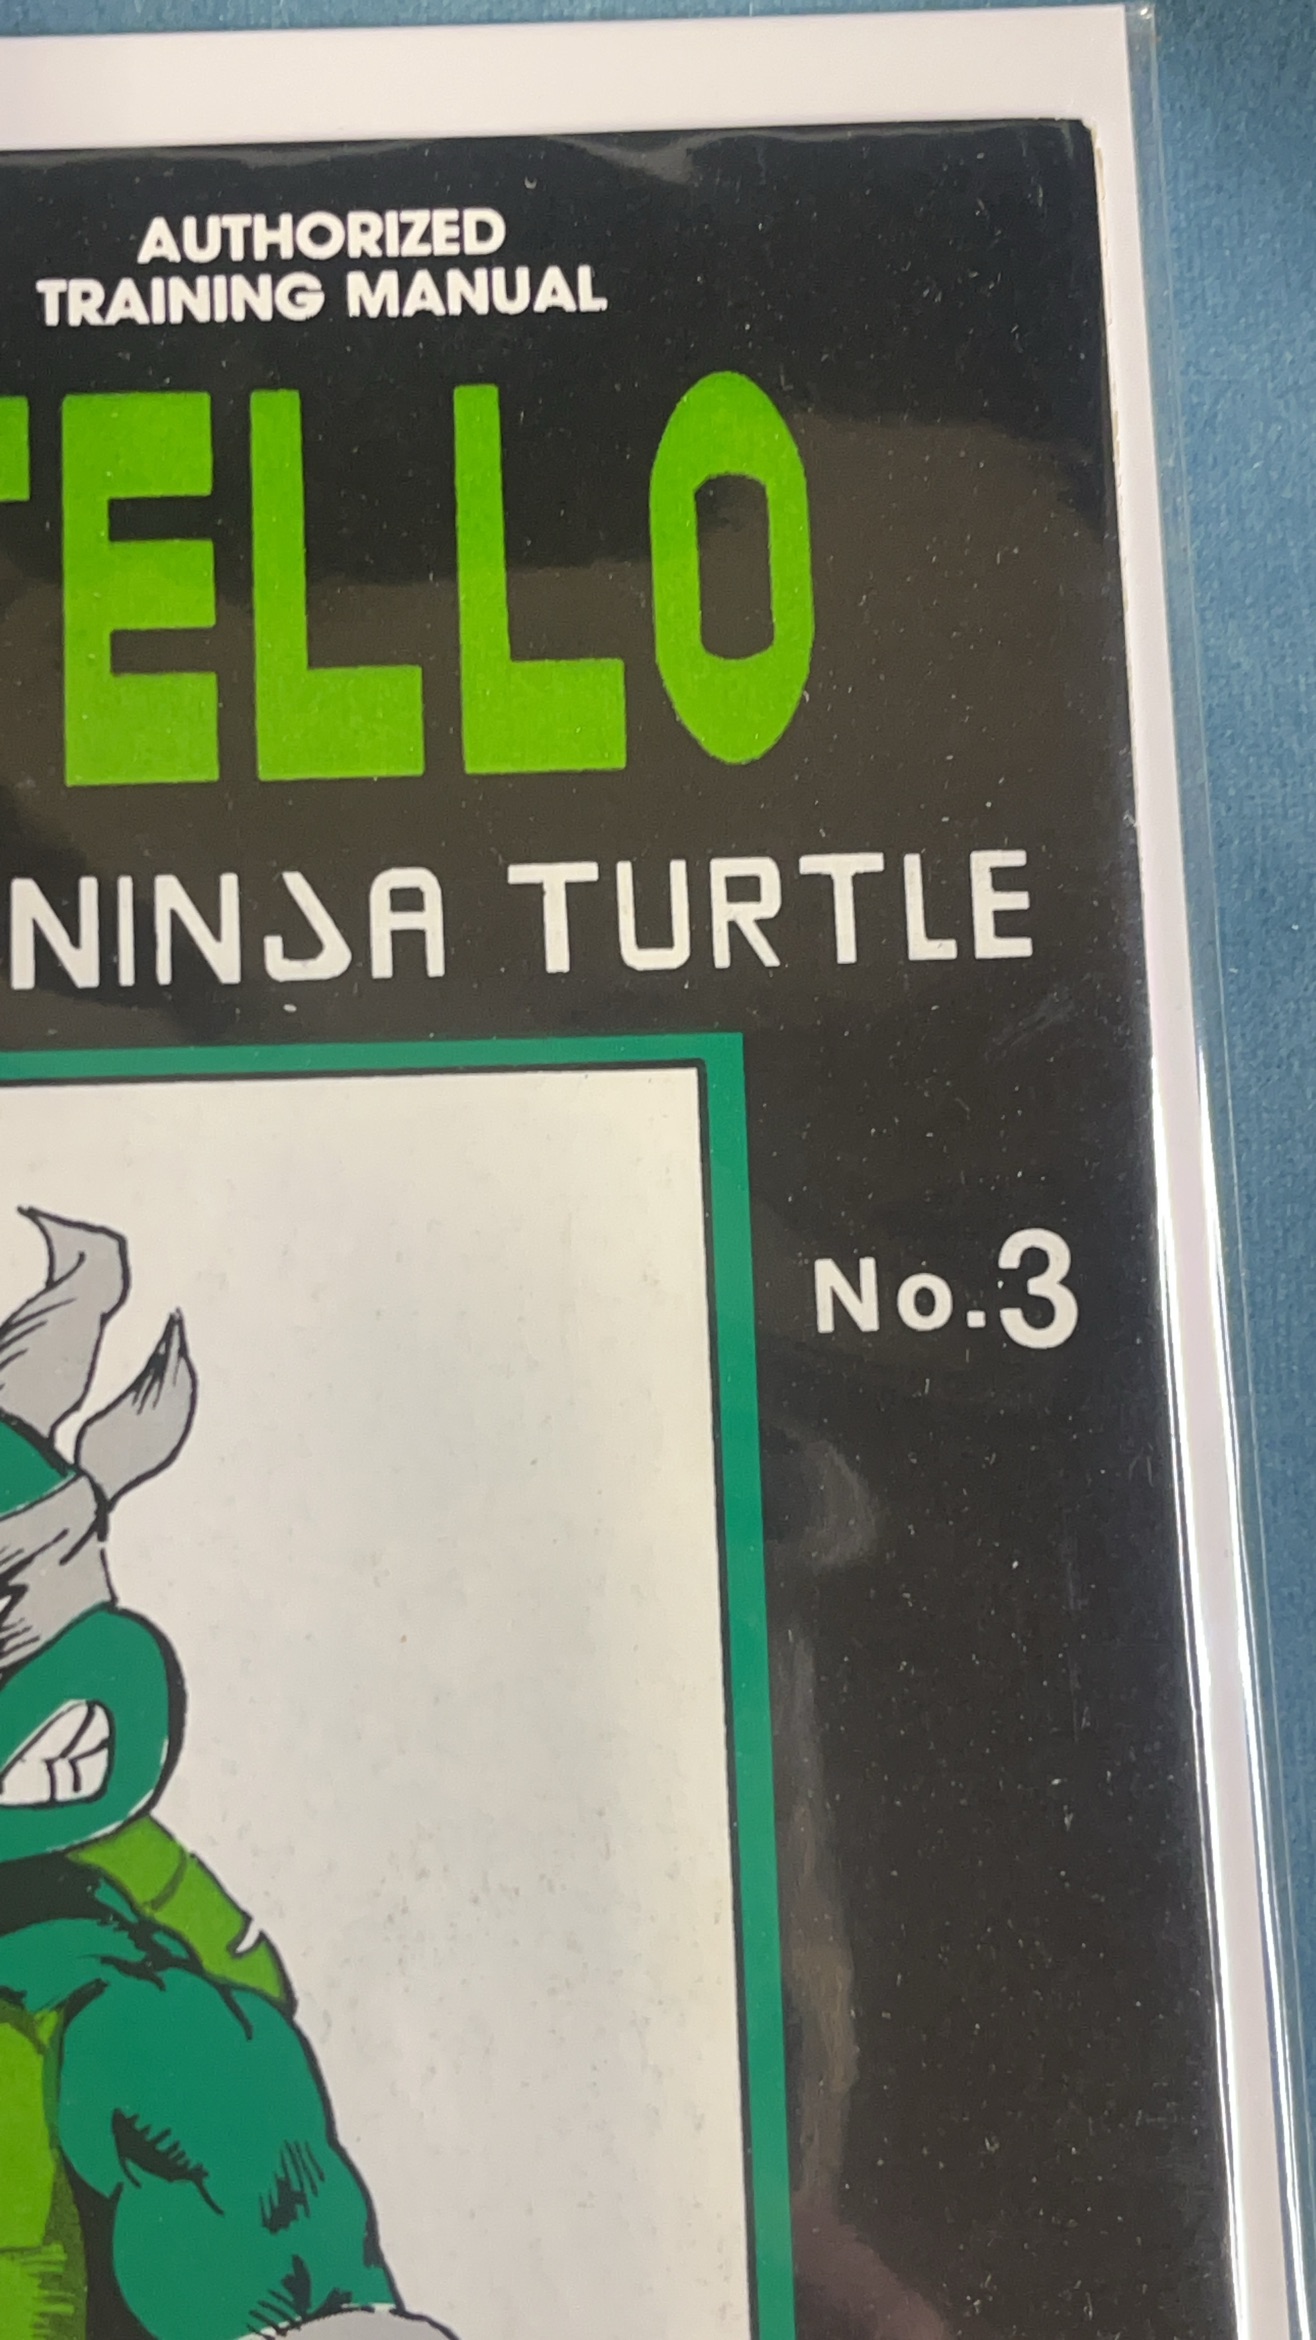 AUTHORIZED
TRAINING MANUAL
TELLO
NINJA TURTLE
No.3